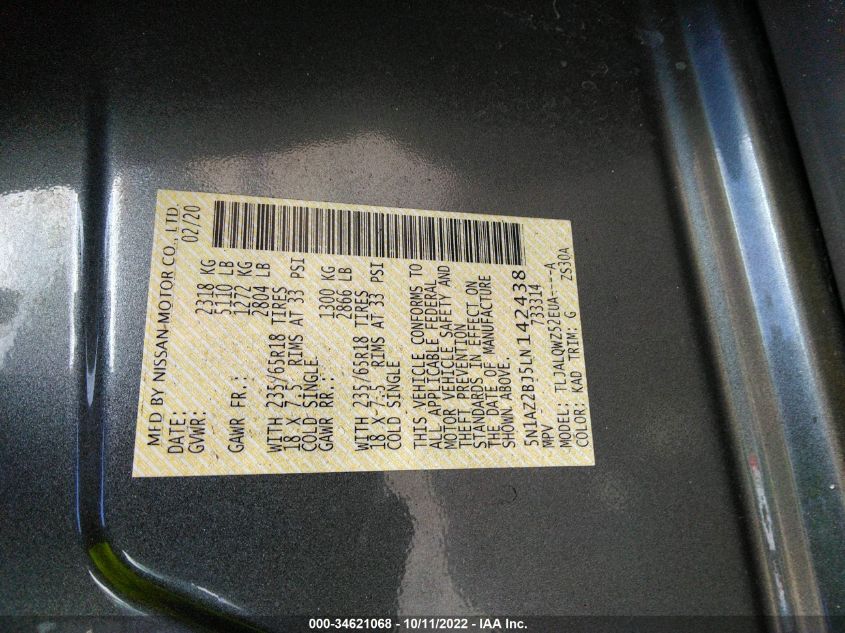 MFD BY NISSAN MOTOR CO., LTD.
DATE: 02/20
GVWR: 2318 KG
5110 LB
GAWR FR.: 1272 KG
2804 LB
WITH 235/65R18 TIRES
18 X 7.5 RIMS AT 33 PSI
COLD SINGLE.
GAWR RR.: 1300 KG
2866 LB
WITH 235/65R18 TIRES
18 X 7.5 RIMS AT 33 PSI
COLD SINGLE
THIS VEHICLE CONFORMS TO
ALL APPLICABLE FEDERAL
MOTOR VEHICLE SAFETY AND
THEFT PREVENTION
STANDARDS IN EFFECT ON
THE DATE OF MANUFACTURE
SHOWN ABOVE.
5N1AZ2BJ5LN142438
MPV 733314
MODEL: TLJALQWZS2EUA----A
COLOR: KAD TRIM: G ZS30A
000-34621068 - 10/11/2022 - IAA Inc.